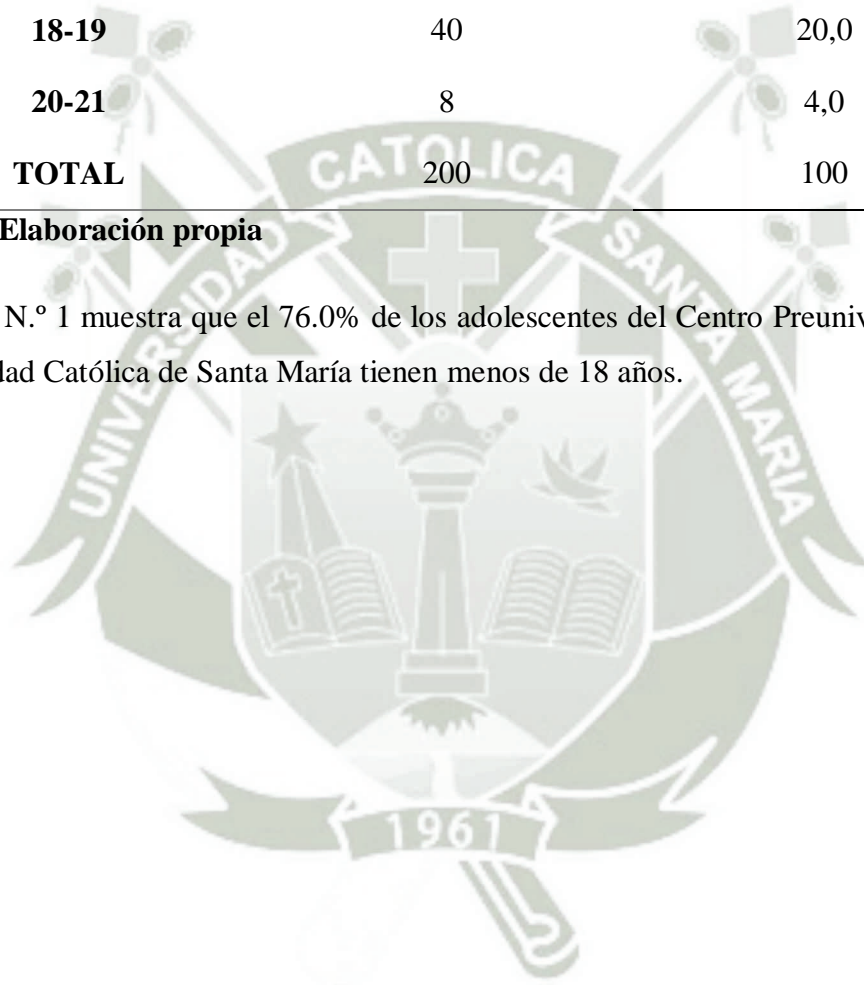 18-19 40 20,0
20-21 8 4,0
TOTAL 200 100
Elaboración propia
N.º 1 muestra que el 76.0% de los adolescentes del Centro Preuniv
dad Católica de Santa María tienen menos de 18 años.
UNIVERSIDAD CATOLICA SANTA MARIA
1961